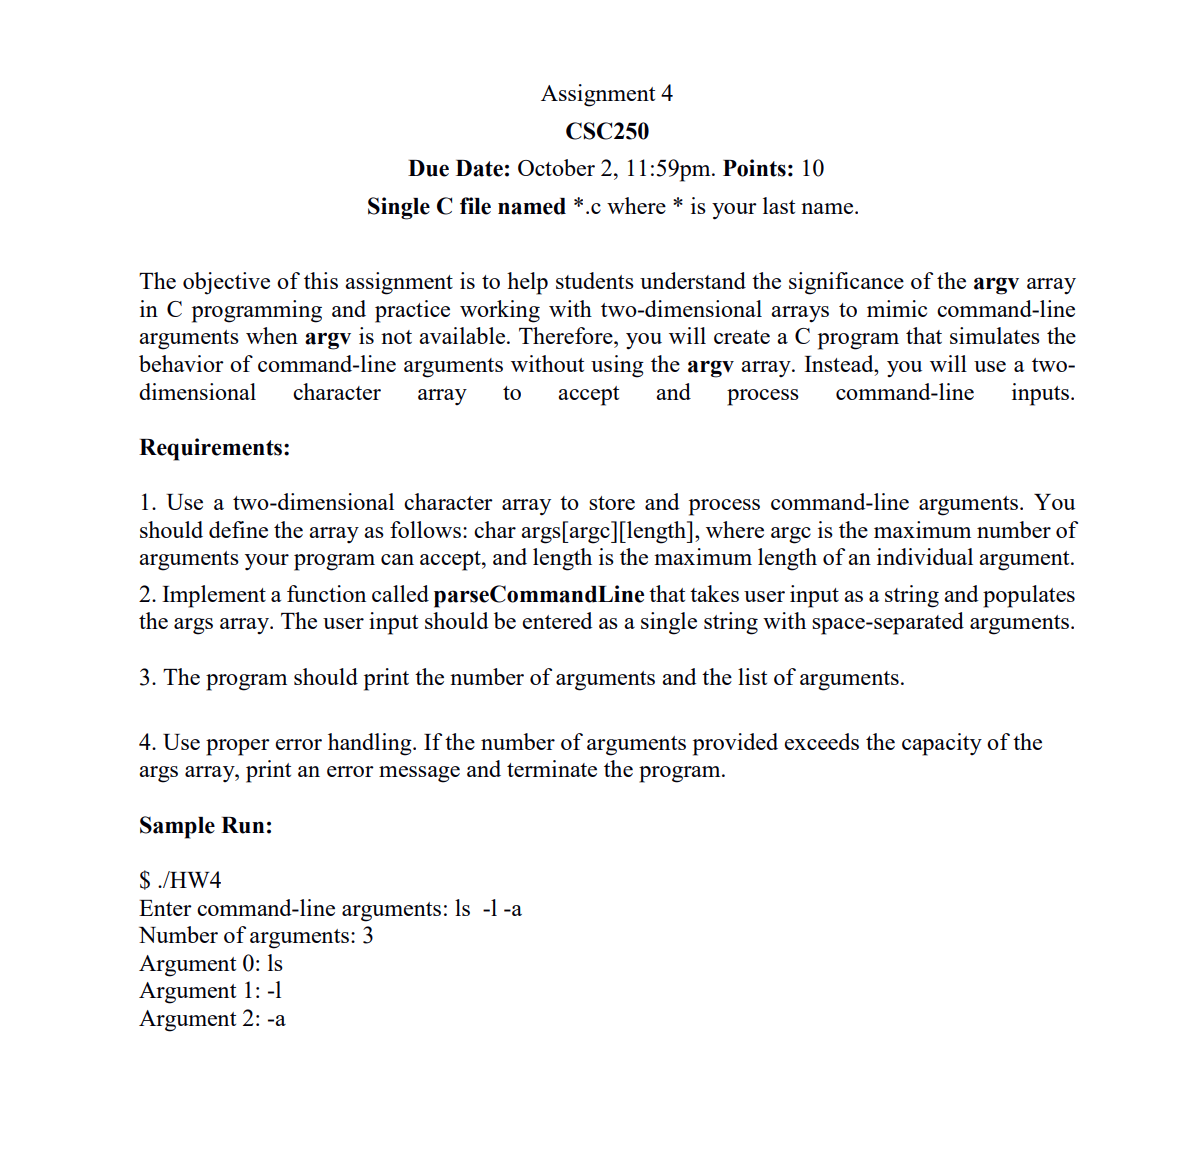 Assignment 4
CSC250
Due Date: October 2, 11:59pm. Points: 10
Single C file named *.c where * is your last name.
The objective of this assignment is to help students understand the significance of the argv array
in C programming and practice working with two-dimensional arrays to mimic command-line
arguments when argv is not available. Therefore, you will create a C program that simulates the
behavior of command-line arguments without using the argv array. Instead, you will use a two-
dimensional character array to accept and process command-line inputs.
Requirements:
1. Use a two-dimensional character array to store and process command-line arguments. You
should define the array as follows: char args[argc][length], where argc is the maximum number of
arguments your program can accept, and length is the maximum length of an individual argument.
2. Implement a function called parseCommandLine that takes user input as a string and populates
the args array. The user input should be entered as a single string with space-separated arguments.
3. The program should print the number of arguments and the list of arguments.
4. Use proper error handling. If the number of arguments provided exceeds the capacity of the
args array, print an error message and terminate the program.
Sample Run:
$ ./HW4
Enter command-line arguments: ls  -l -a
Number of arguments: 3
Argument 0: ls
Argument 1: -l
Argument 2: -a